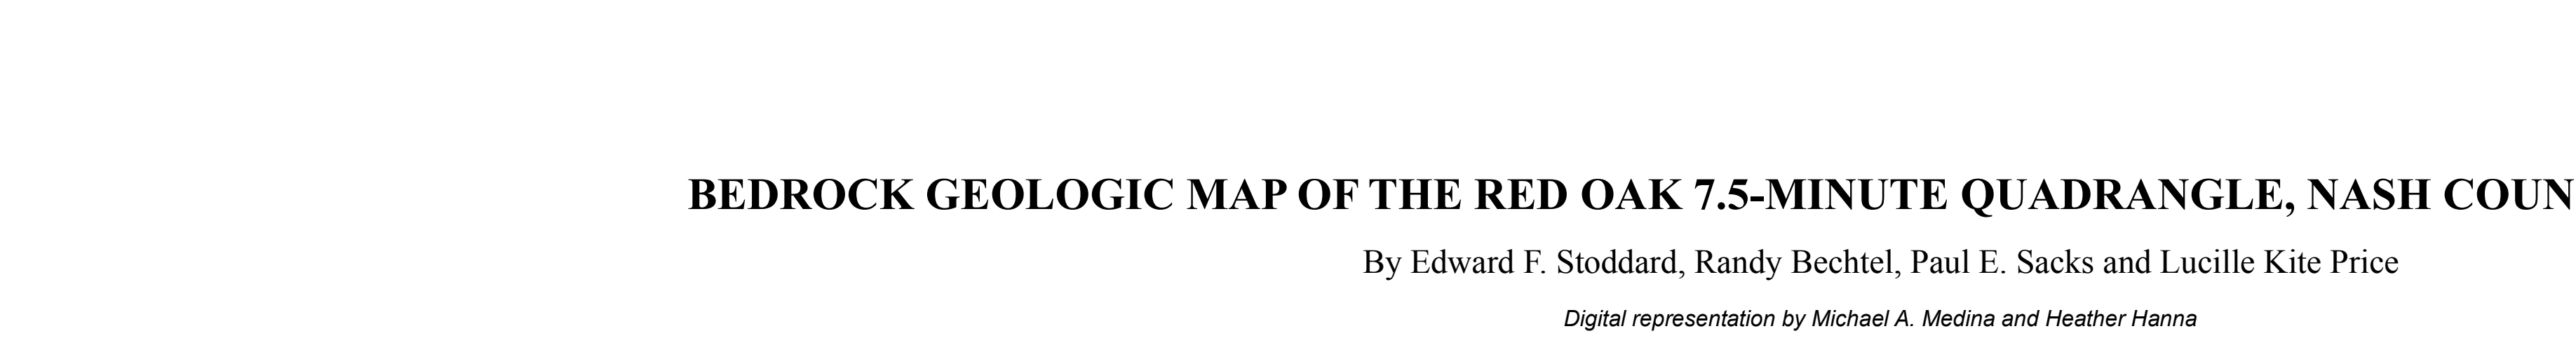 BEDROCK GEOLOGIC MAP OF THE RED OAK 7.5-MINUTE QUADRANGLE, NASH COUN
By Edward F. Stoddard, Randy Bechtel, Paul E. Sacks and Lucille Kite Price
Digital representation by Michael A. Medina and Heather Hanna